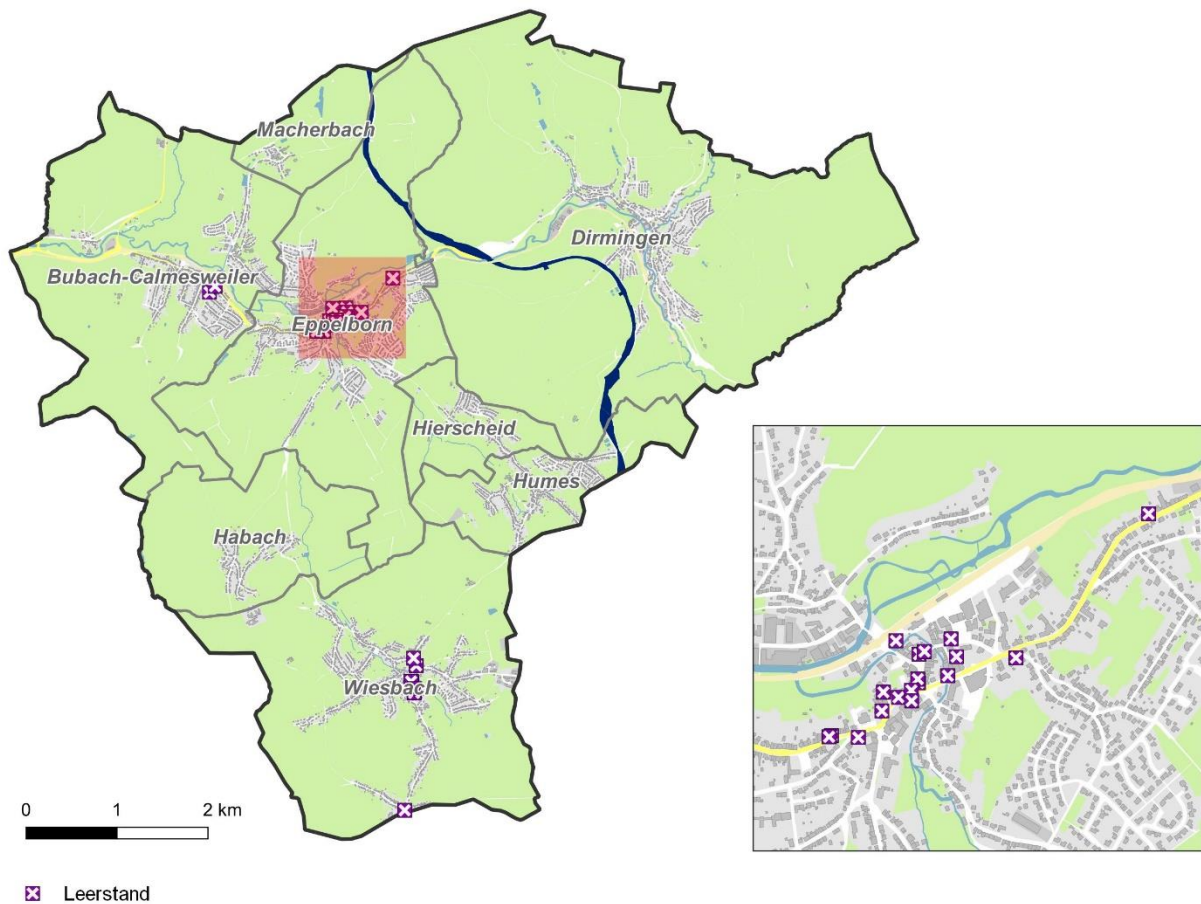 Macherbach
Dirmingen
Bubach-Calmesweiler
Eppelborn
Hierscheid
Humes
Habach
Wiesbach
0 1 2 km
Leerstand